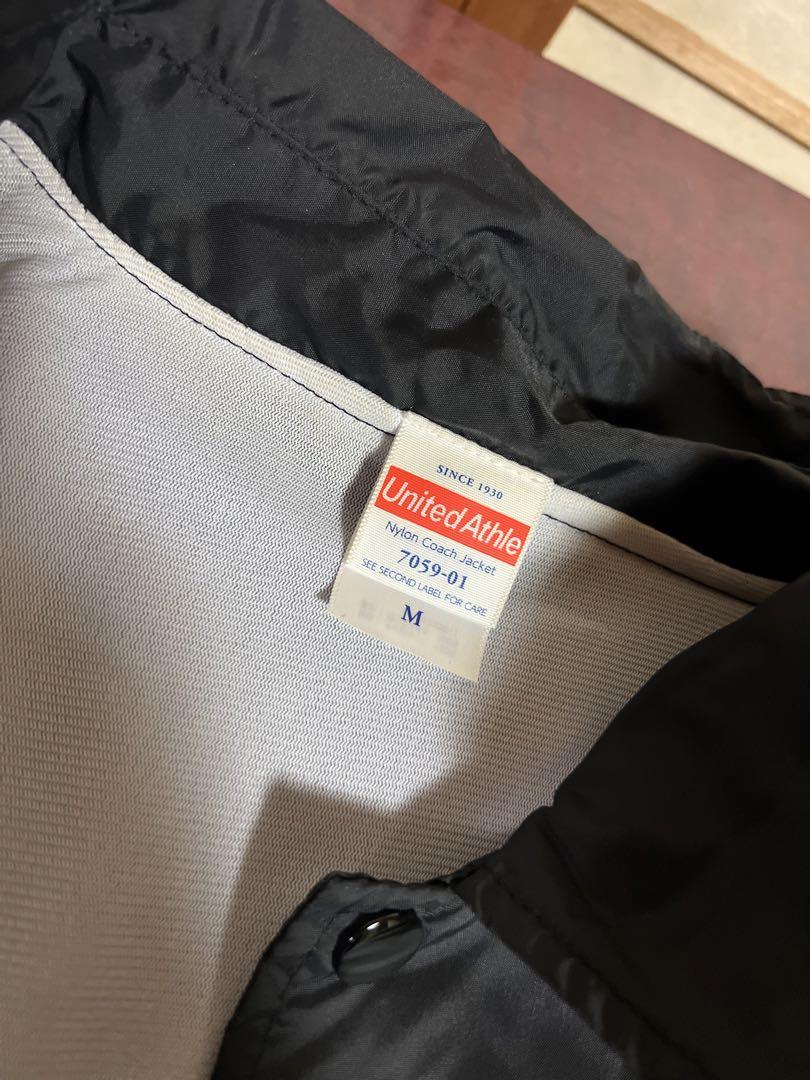 SINCE 1930
United Athle
Nylon Coach Jacket
7059-01
SEE SECOND LABEL FOR CARE
M